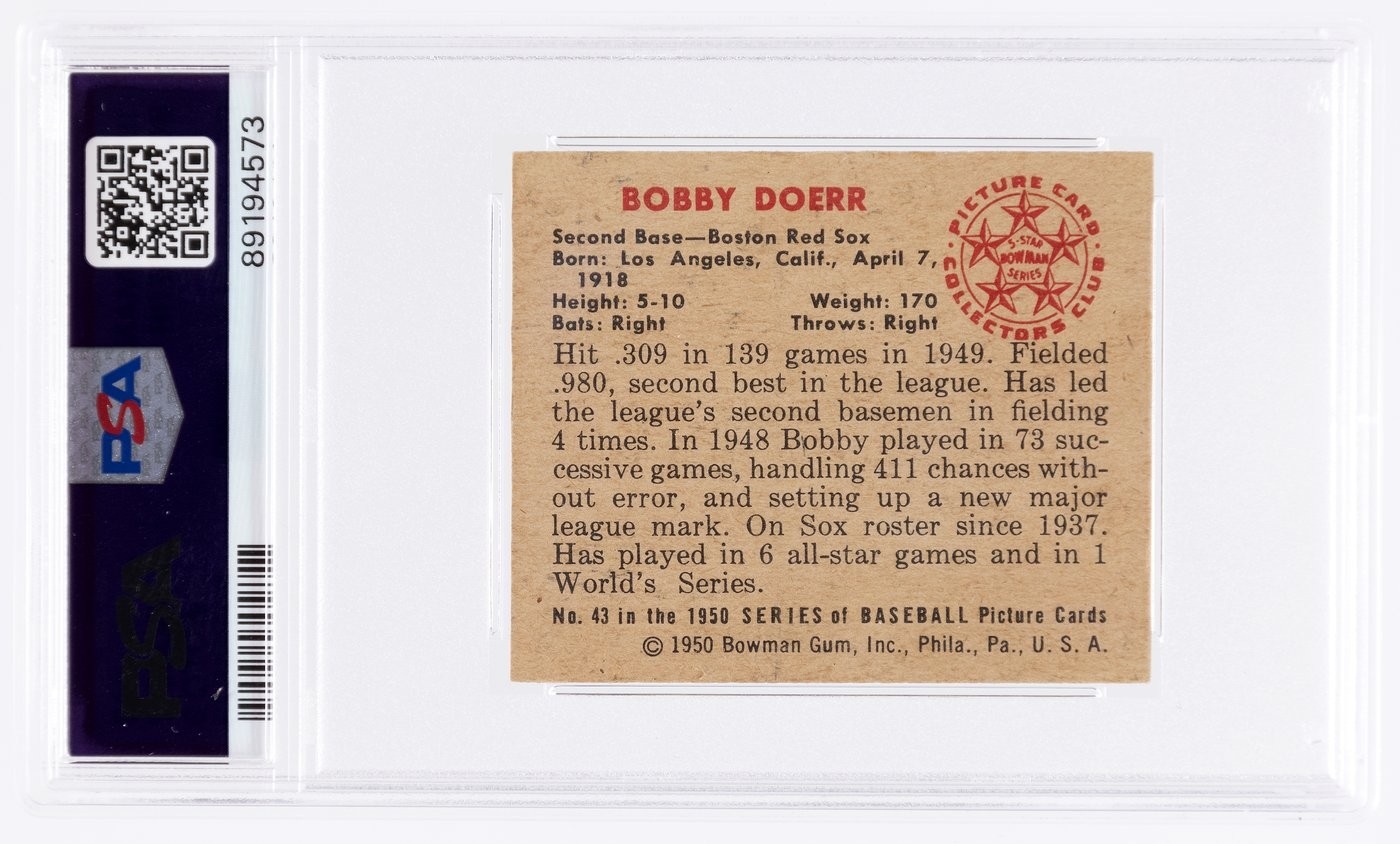 89194573
PSA
PSA
BOBBY DOERR
Second Base—Boston Red Sox
Born: Los Angeles, Calif., April 7,
1918
Height: 5-10 Weight: 170
Bats: Right Throws: Right
PICTURE CARD
COLLECTORS CLUB
5-STAR
BOWMAN
SERIES
Hit .309 in 139 games in 1949. Fielded
.980, second best in the league. Has led
the league's second basemen in fielding
4 times. In 1948 Bobby played in 73 suc-
cessive games, handling 411 chances with-
out error, and setting up a new major
league mark. On Sox roster since 1937.
Has played in 6 all-star games and in 1
World's Series.
No. 43 in the 1950 SERIES of BASEBALL Picture Cards
© 1950 Bowman Gum, Inc., Phila., Pa., U. S. A.